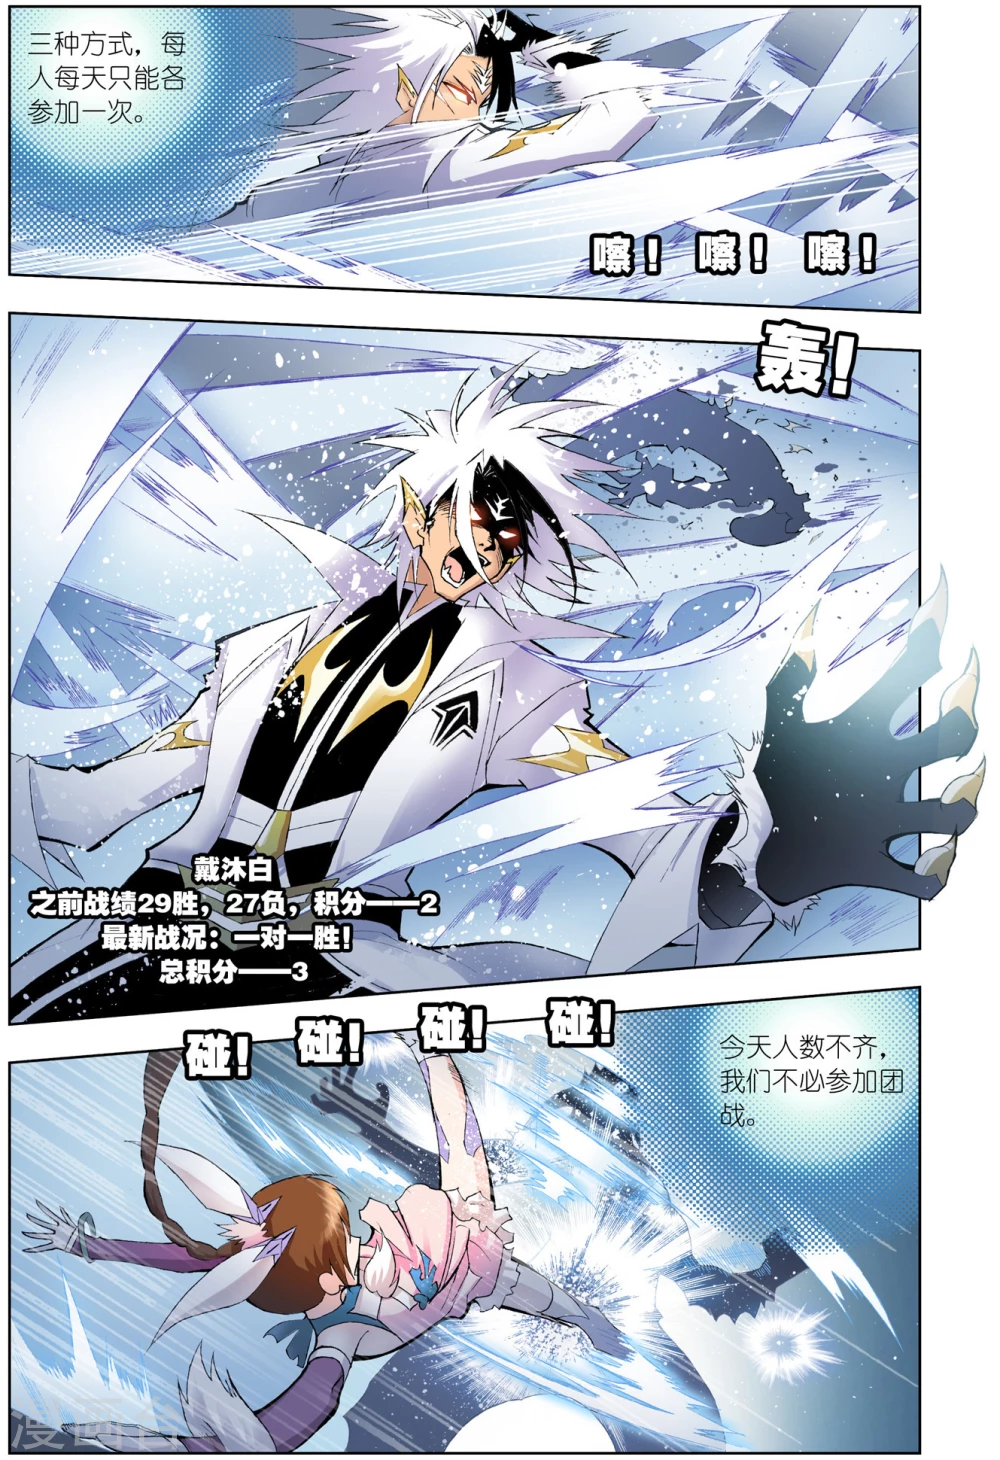 三种方式，每
人每天只能各
参加一次。
嚓！嚓！嚓！
轰！
戴沐白
之前战绩29胜，27负，积分——2
最新战况：一对一胜！
总积分——3
碰！碰！碰！碰！
今天人数不齐，
我们不必参加团
战。
漫画台